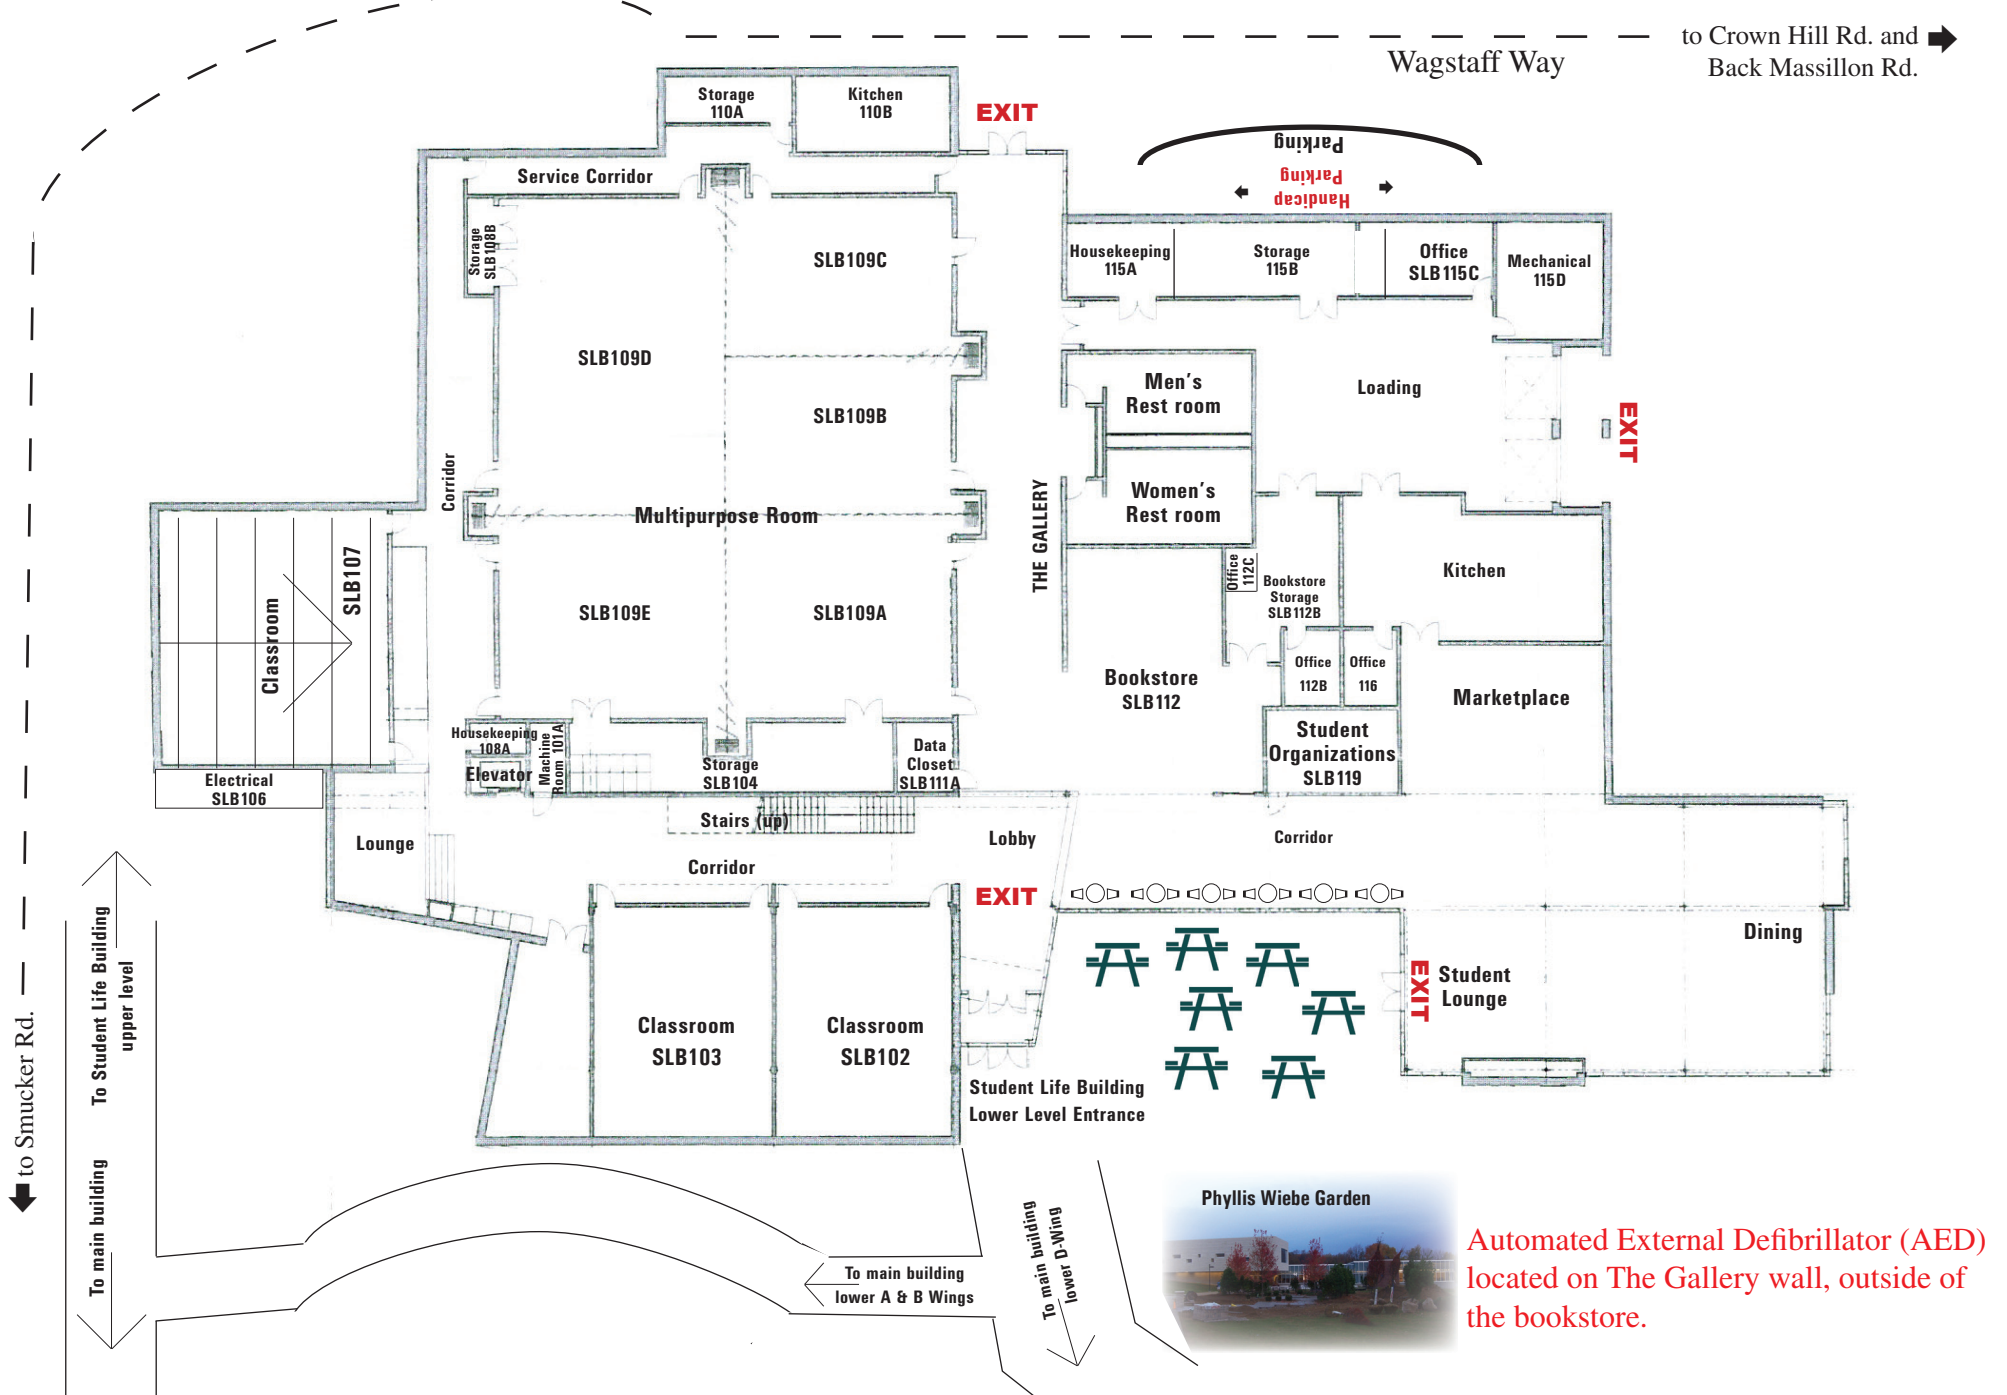 to Crown Hill Rd. and
Back Massillon Rd.
Wagstaff Way
Storage
110A
Kitchen
110B
EXIT
Parking
Handicap
Parking
Service Corridor
Storage
SLB108B
SLB109C
Housekeeping
115A
Storage
115B
Office
SLB115C
Mechanical
115D
SLB109D
SLB109B
Men's
Rest room
Loading
EXIT
Corridor
Multipurpose Room
THE GALLERY
Women's
Rest room
Classroom
SLB107
SLB109E
SLB109A
Office
112C
Bookstore
Storage
SLB112B
Kitchen
Bookstore
SLB112
Office
112B
Office
116
Marketplace
Housekeeping
108A
Elevator
Machine
Room 101A
Storage
SLB104
Data
Closet
SLB111A
Student
Organizations
SLB119
Electrical
SLB106
Stairs (up)
Lounge
Corridor
Lobby
Corridor
EXIT
Dining
EXIT
Student
Lounge
Classroom
SLB103
Classroom
SLB102
Student Life Building
Lower Level Entrance
To Student Life Building
upper level
to Smucker Rd.
To main building
To main building
lower A & B Wings
To main building
lower D-Wing
Phyllis Wiebe Garden
Automated External Defibrillator (AED)
located on The Gallery wall, outside of
the bookstore.